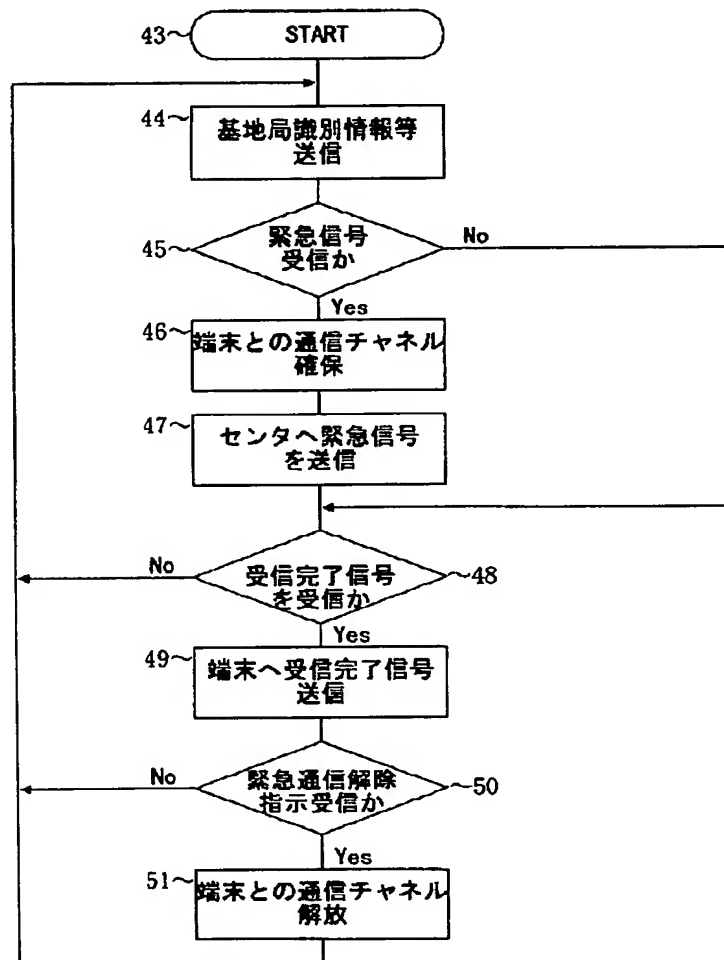 43
START
44
基地局識別情報等
送信
45
緊急信号
受信か
No
Yes
46
端末との通信チャネル
確保
47
センタへ緊急信号
を送信
No
受信完了信号
を受信か
48
Yes
49
端末へ受信完了信号
送信
No
緊急通信解除
指示受信か
50
Yes
51
端末との通信チャネル
解放